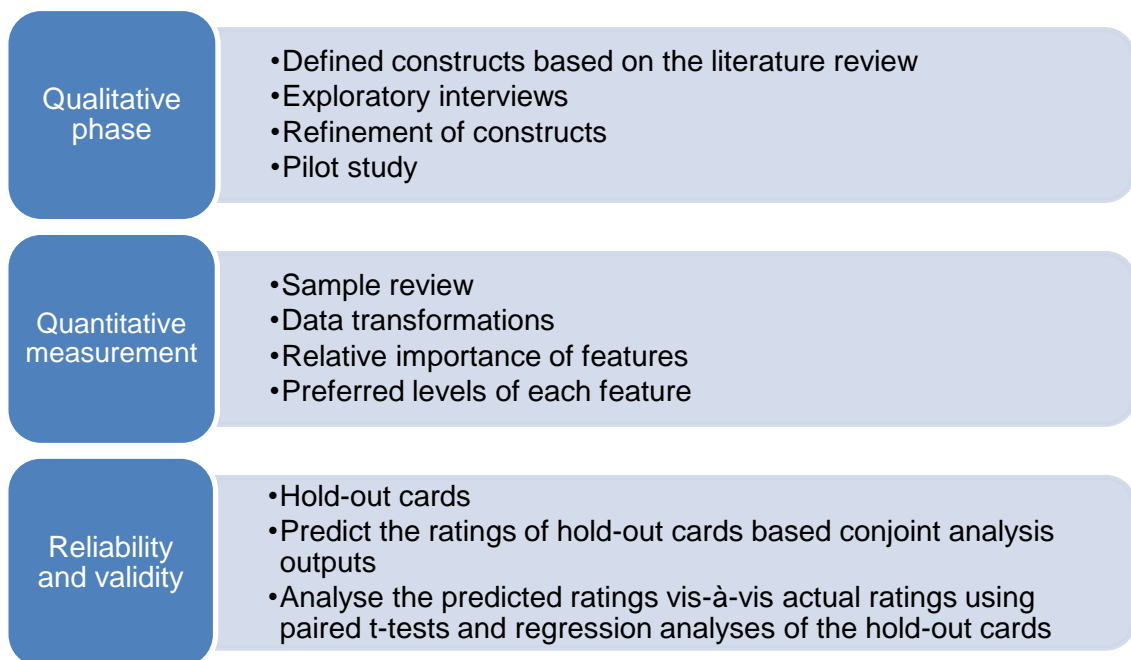 Qualitative
phase
•Defined constructs based on the literature review
•Exploratory interviews
•Refinement of constructs
•Pilot study
Quantitative
measurement
•Sample review
•Data transformations
•Relative importance of features
•Preferred levels of each feature
Reliability
and validity
•Hold-out cards
•Predict the ratings of hold-out cards based conjoint analysis
outputs
•Analyse the predicted ratings vis-à-vis actual ratings using
paired t-tests and regression analyses of the hold-out cards